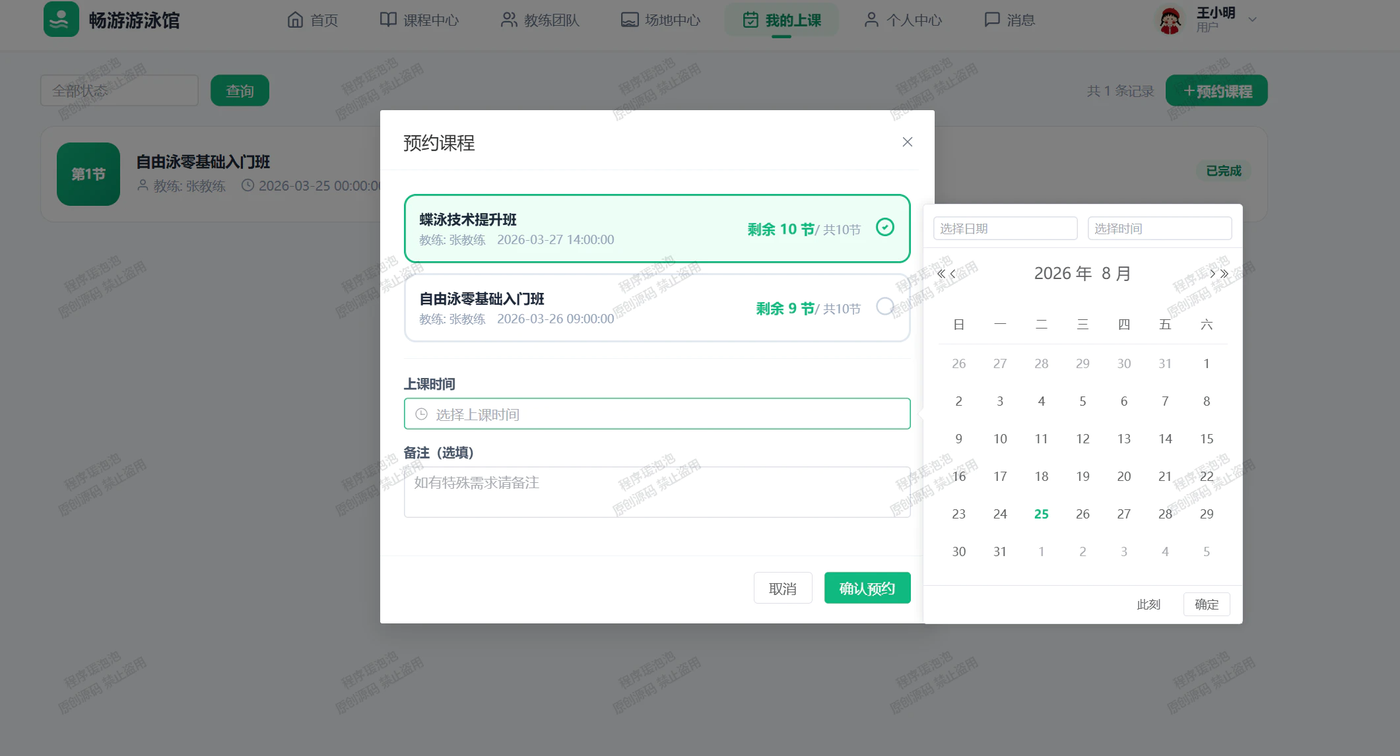 畅游游泳馆
首页
课程中心
教练团队
场地中心
我的上课
个人中心
消息
王小明
用户
全部状态
查询
共 1 条记录
+预约课程
第1节
自由泳零基础入门班
教练: 张教练 2026-03-25 00:00:00
已完成
预约课程
蝶泳技术提升班
教练: 张教练 2026-03-27 14:00:00
剩余 10 节/ 共10节
自由泳零基础入门班
教练: 张教练 2026-03-26 09:00:00
剩余 9 节/ 共10节
上课时间
选择上课时间
备注（选填）
如有特殊需求请备注
取消
确认预约
选择日期
选择时间
2026 年 8 月
日 一 二 三 四 五 六
26 27 28 29 30 31 1
2 3 4 5 6 7 8
9 10 11 12 13 14 15
16 17 18 19 20 21 22
23 24 25 26 27 28 29
30 31 1 2 3 4 5
此刻
确定
程序瑶泡泡
原创源码 禁止盗用